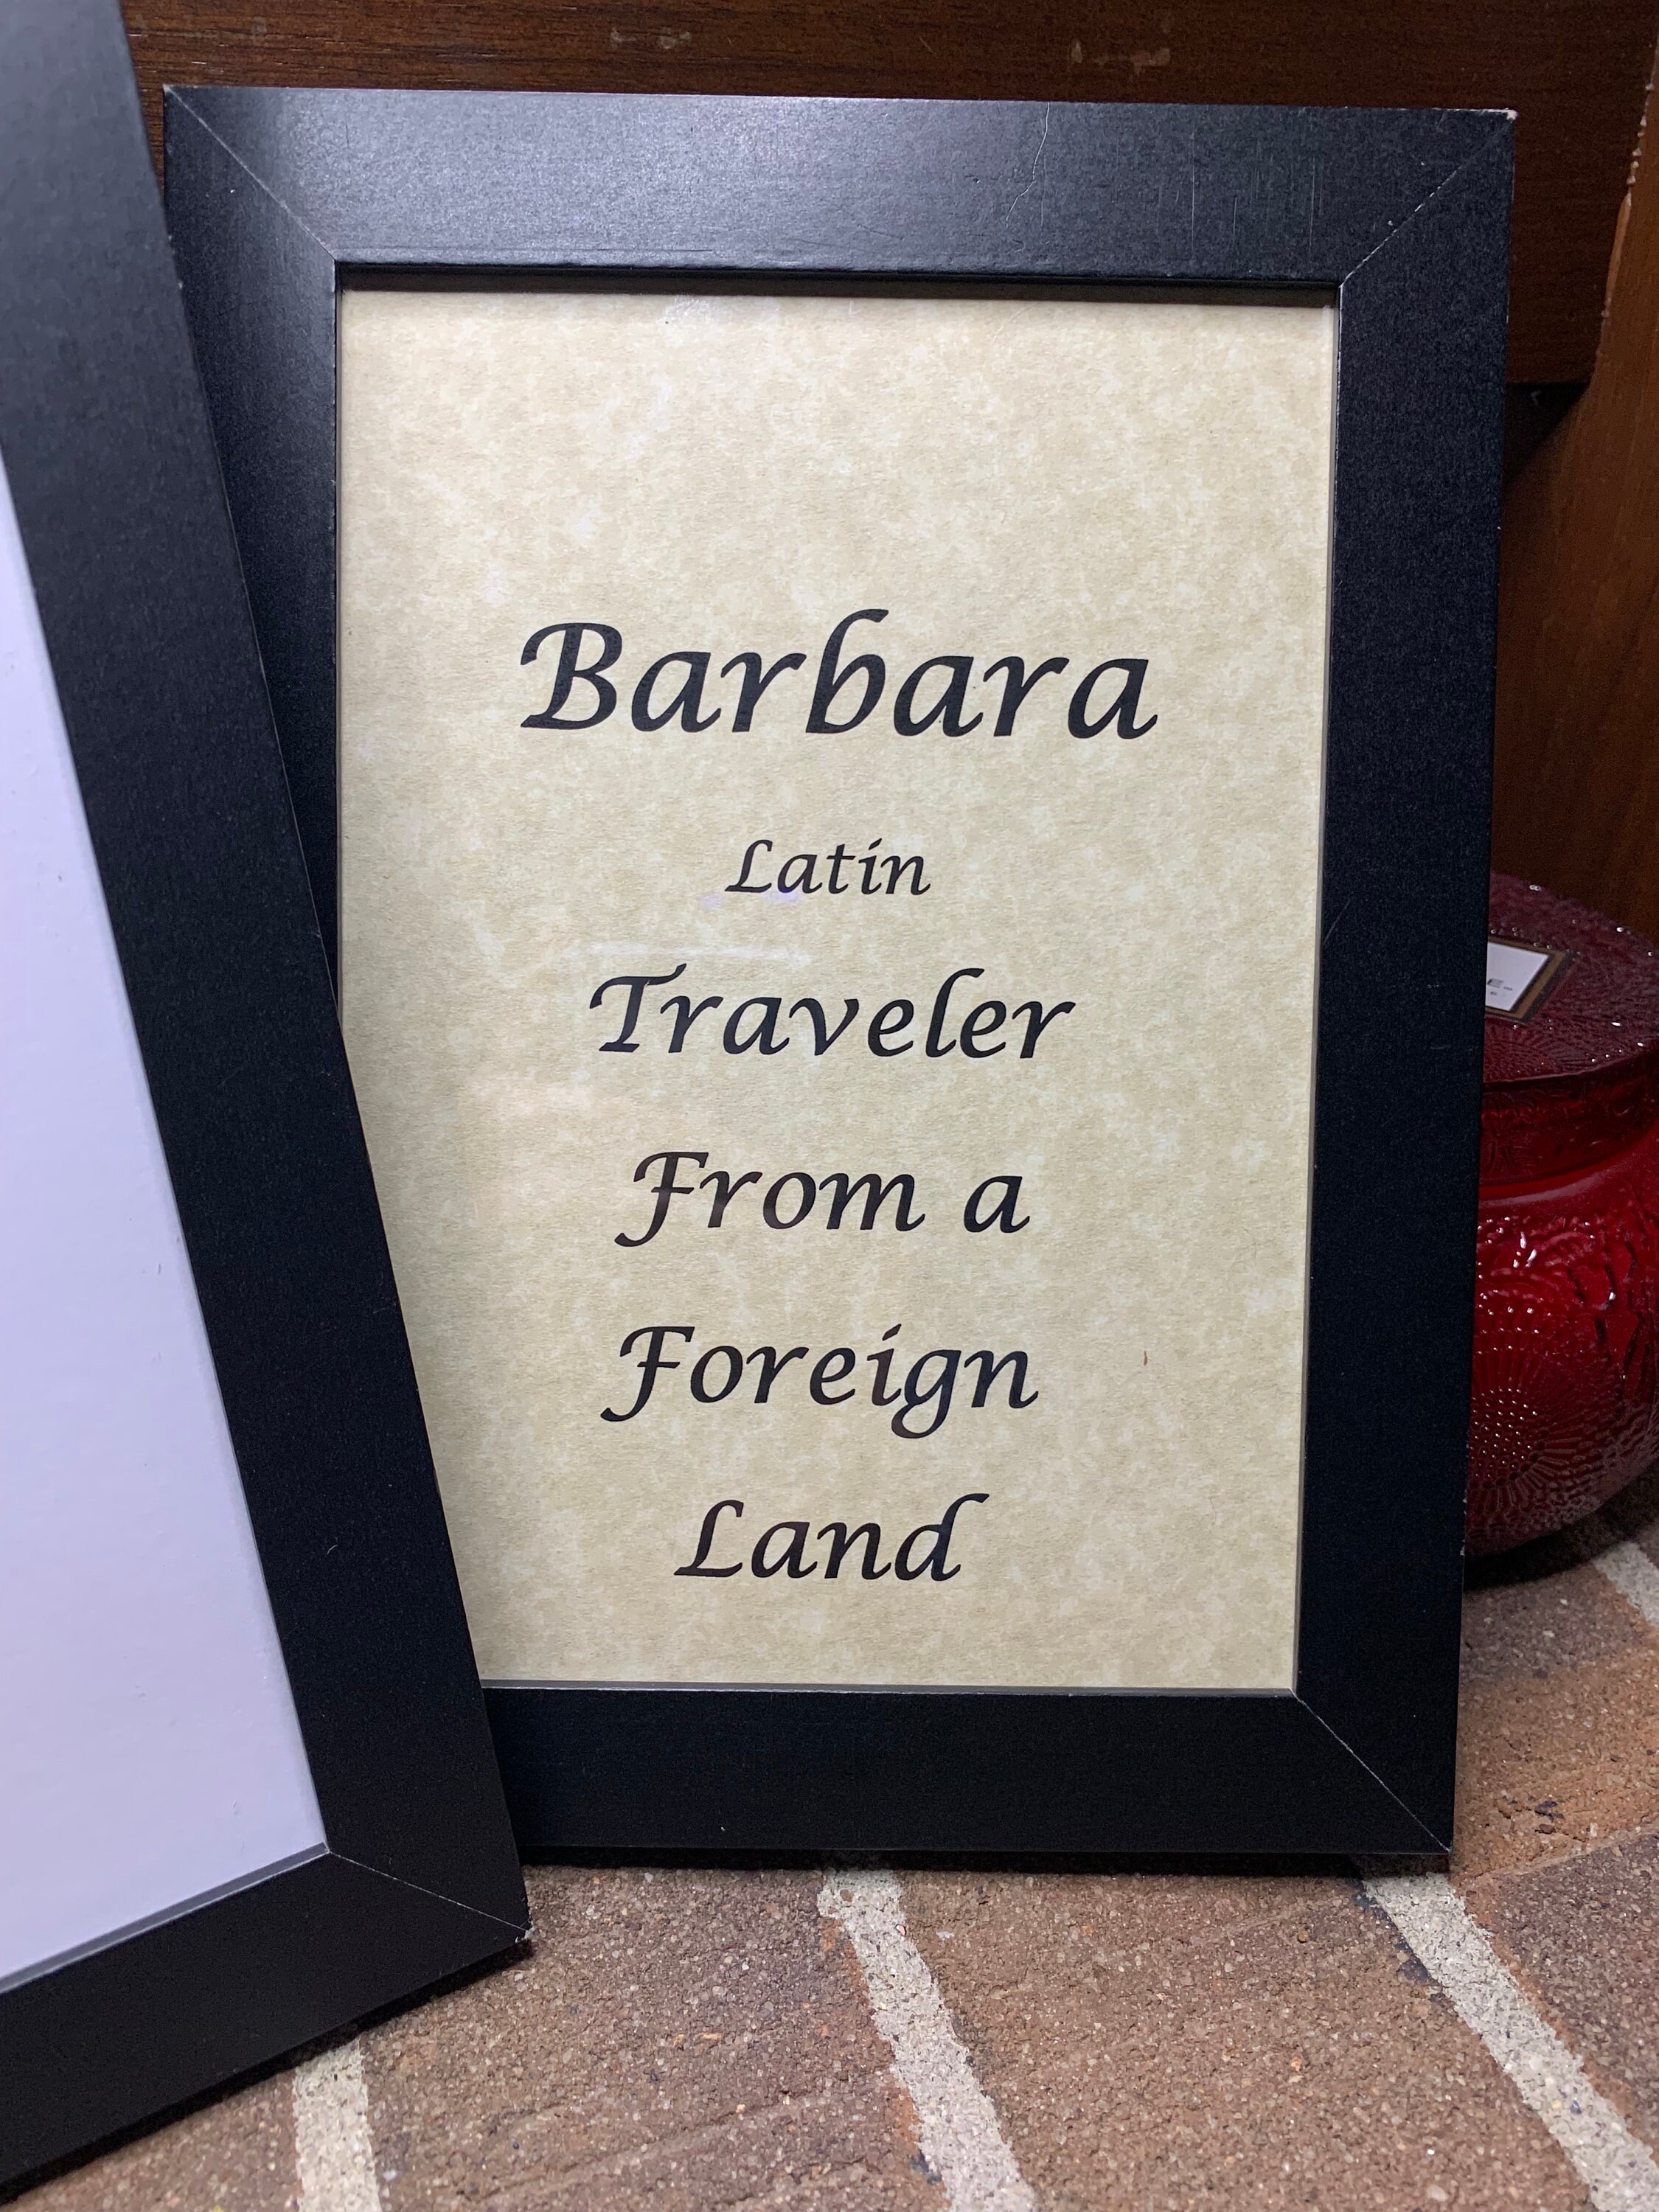 Barbara
Latin
Traveler
From a
Foreign
Land